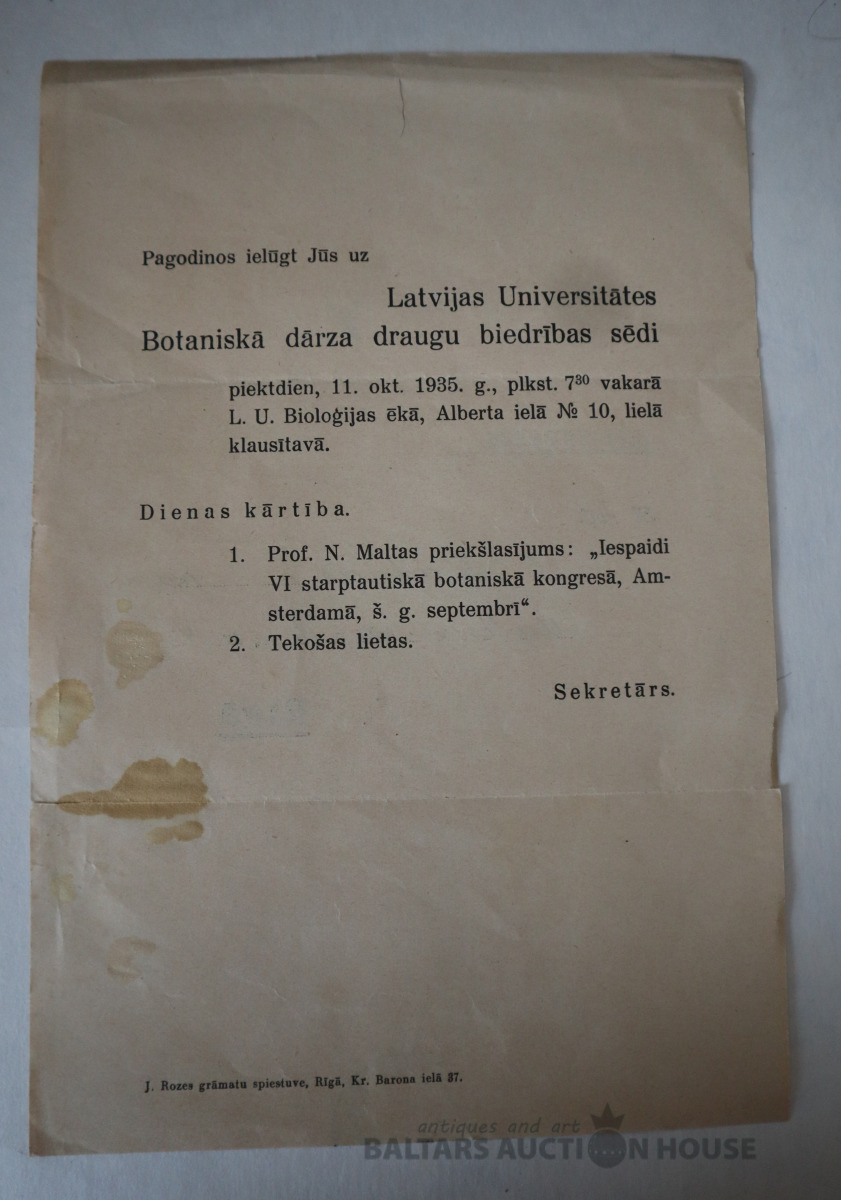 Pagodinos ielūgt Jūs uz
Latvijas Universitātes
Botaniskā dārza draugu biedrības sēdi
piektdien, 11. okt. 1935. g., plkst. 7³⁰ vakarā
L. U. Bioloģijas ēkā, Alberta ielā № 10, lielā
klausītavā.
Dienas kārtība.
1. Prof. N. Maltas priekšlasījums: „Iespaidi
VI starptautiskā botaniskā kongresā, Am-
sterdamā, š. g. septembrī“.
2. Tekošas lietas.
Sekretārs.
J. Rozes grāmatu spiestuve, Rīgā, Kr. Barona ielā 37.
antiques and art
BALTARS AUCTION HOUSE